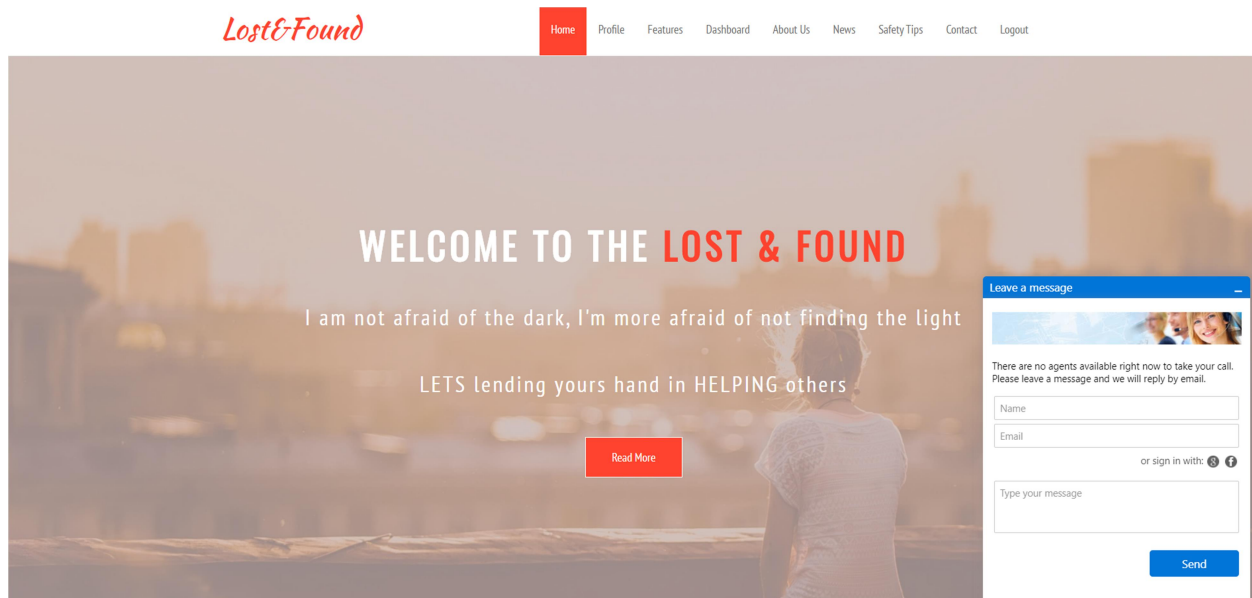 Lost&Found
Home Profile Features Dashboard About Us News Safety Tips Contact Logout
WELCOME TO THE LOST & FOUND
I am not afraid of the dark, I'm more afraid of not finding the light
LETS lending yours hand in HELPING others
Read More
Leave a message
There are no agents available right now to take your call.
Please leave a message and we will reply by email.
Name
Email
or sign in with: 8 f
Type your message
Send